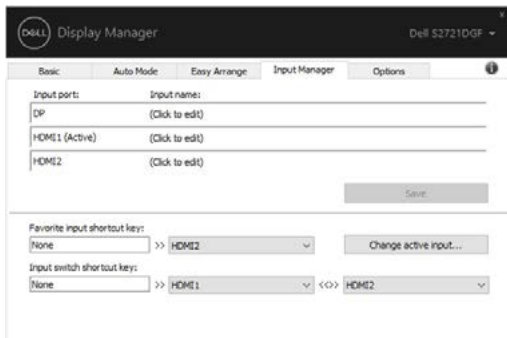 DELL Display Manager
Dell S2721DGF
Basic Auto Mode Easy Arrange Input Manager Options
Input port: Input name:
DP (Click to edit)
HDMI1 (Active) (Click to edit)
HDMI2 (Click to edit)
Save
Favorite input shortcut key:
None >> HDMI2 Change active input...
Input switch shortcut key:
None >> HDMI1 <<>> HDMI2